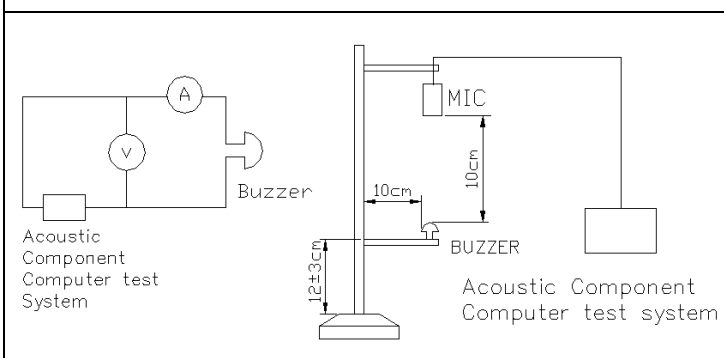 A
V
Buzzer
Acoustic
Component
Computer test
System
MIC
10cm
10cm
BUZZER
12±3cm
Acoustic Component
Computer test system